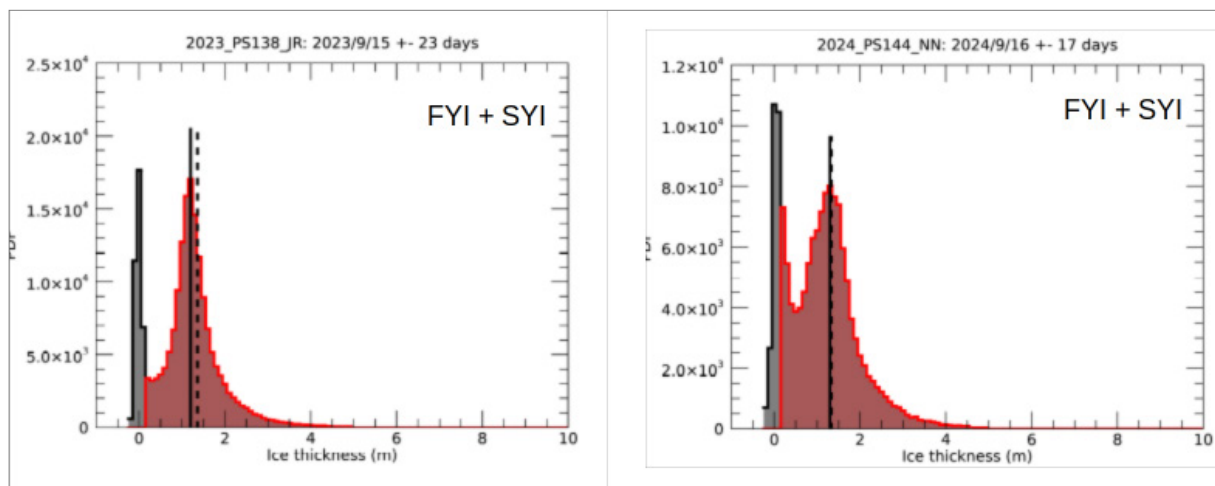 2023_PS138_JR: 2023/9/15 +- 23 days
2.5×10⁴
2.0×10⁴
1.5×10⁴
1.0×10⁴
5.0×10³
0
FYI + SYI
0 2 4 6 8 10
Ice thickness (m)
2024_PS144_NN: 2024/9/16 +- 17 days
1.2×10⁴
1.0×10⁴
8.0×10³
6.0×10³
4.0×10³
2.0×10³
0
FYI + SYI
0 2 4 6 8 10
Ice thickness (m)